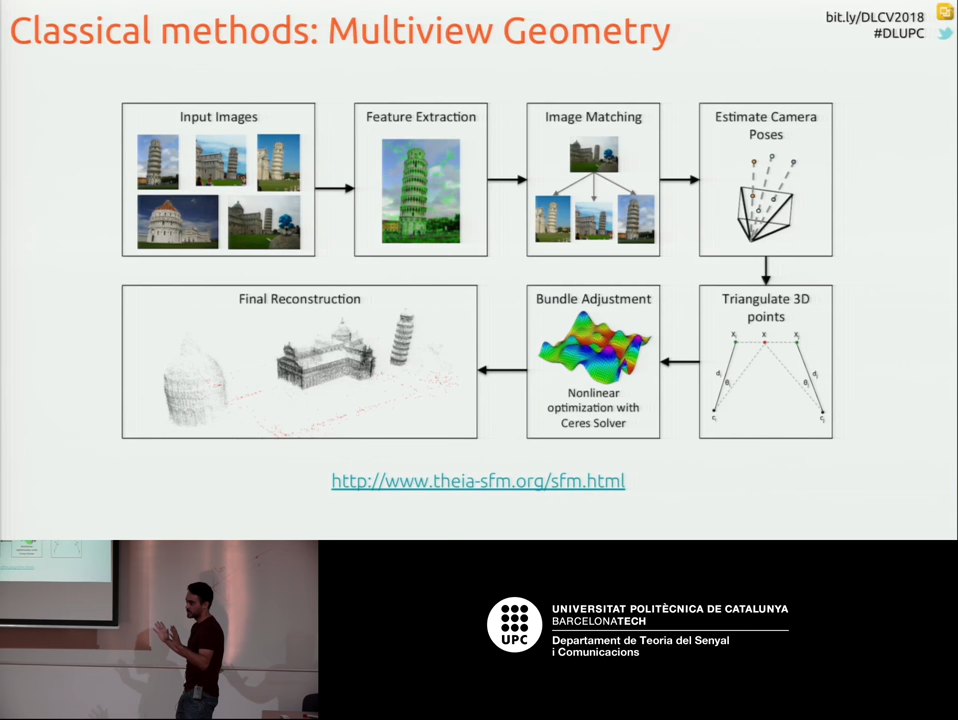 Classical methods: Multiview Geometry
bit.ly/DLCV2018
#DLUPC
Input Images
Feature Extraction
Image Matching
Estimate Camera
Poses
Final Reconstruction
Bundle Adjustment
Nonlinear
optimization with
Ceres Solver
Triangulate 3D
points
http://www.theia-sfm.org/sfm.html
UPC
UNIVERSITAT POLITÈCNICA DE CATALUNYA
BARCELONATECH
Departament de Teoria del Senyal
i Comunicacions